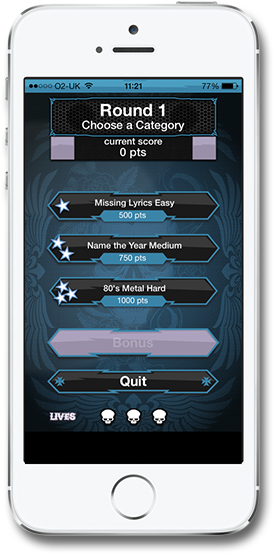 O2-UK 11:21 77%
Round 1
Choose a Category
current score
0 pts
Missing Lyrics Easy
500 pts
Name the Year Medium
750 pts
80's Metal Hard
1000 pts
Bonus
Quit
LIVES